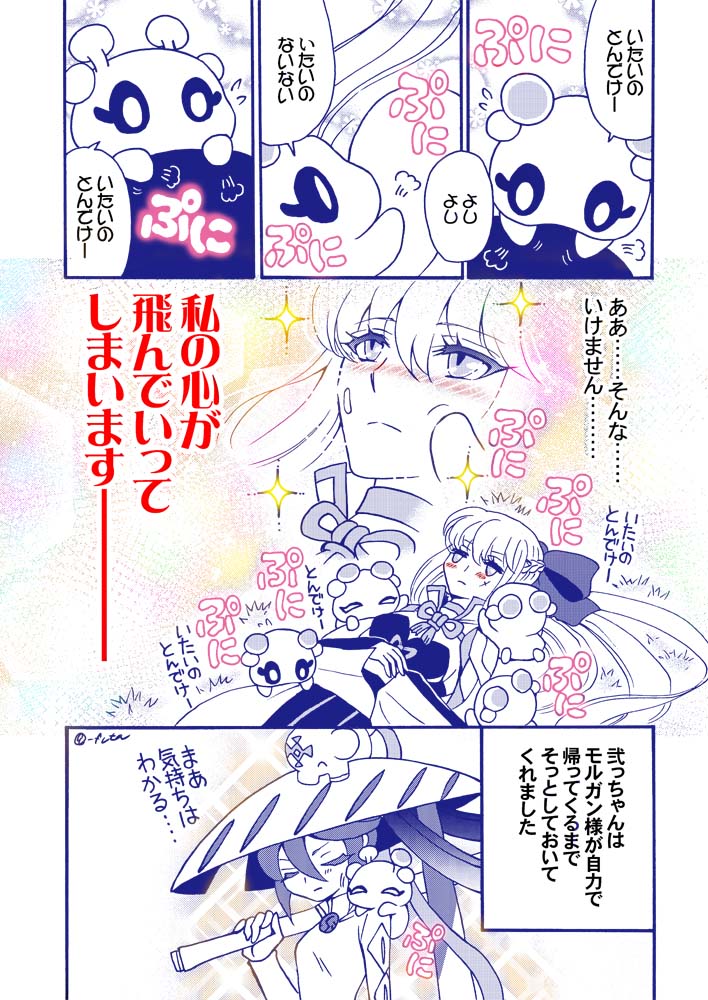 いたいの
とんでけー
ぷに
よし
よし
ぷに
いたいの
ないない
ぷに
いたいの
とんでけー
ぷに
ああ……そんな……
いけません………
私の心が
飛んでいって
しまいます―――
ぷに
ぷに
いたいの
とんでけー
とんでけー
ぷに
ぷに
いたいの
とんでけー
ぷに
弐っちゃんは
モルガン様が自力で
帰ってくるまで
そっとしておいて
くれました
まあ
気持ちは
わかる…
ぷに